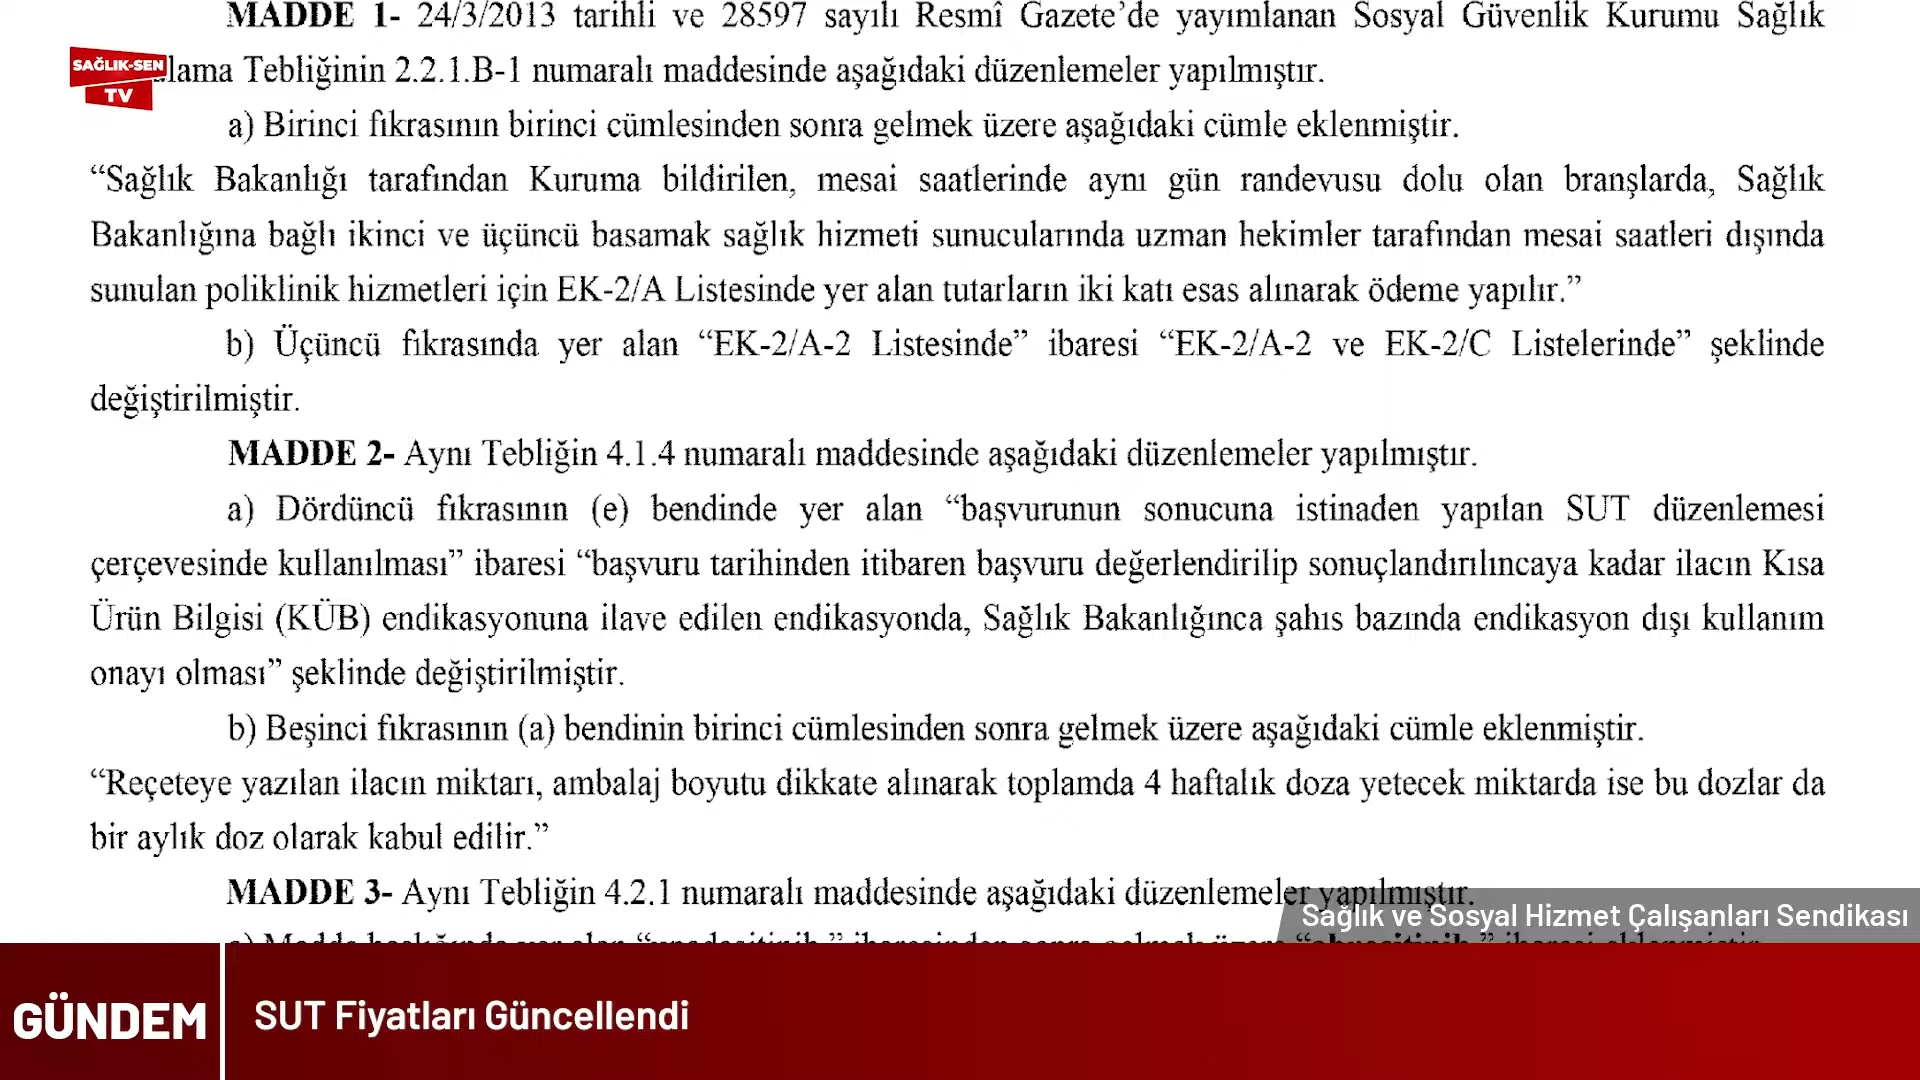 MADDE 1- 24/3/2013 tarihli ve 28597 sayılı Resmî Gazete’de yayımlanan Sosyal Güvenlik Kurumu Sağlık
lama Tebliğinin 2.2.1.B-1 numaralı maddesinde aşağıdaki düzenlemeler yapılmıştır.
SAĞLIK-SEN
TV
a) Birinci fıkrasının birinci cümlesinden sonra gelmek üzere aşağıdaki cümle eklenmiştir.
“Sağlık Bakanlığı tarafından Kuruma bildirilen, mesai saatlerinde aynı gün randevusu dolu olan branşlarda, Sağlık
Bakanlığına bağlı ikinci ve üçüncü basamak sağlık hizmeti sunucularında uzman hekimler tarafından mesai saatleri dışında
sunulan poliklinik hizmetleri için EK-2/A Listesinde yer alan tutarların iki katı esas alınarak ödeme yapılır.”
b) Üçüncü fıkrasında yer alan “EK-2/A-2 Listesinde” ibaresi “EK-2/A-2 ve EK-2/C Listelerinde” şeklinde
değiştirilmiştir.
MADDE 2- Aynı Tebliğin 4.1.4 numaralı maddesinde aşağıdaki düzenlemeler yapılmıştır.
a) Dördüncü fıkrasının (e) bendinde yer alan “başvurunun sonucuna istinaden yapılan SUT düzenlemesi
çerçevesinde kullanılması” ibaresi “başvuru tarihinden itibaren başvuru değerlendirilip sonuçlandırılıncaya kadar ilacın Kısa
Ürün Bilgisi (KÜB) endikasyonuna ilave edilen endikasyonda, Sağlık Bakanlığınca şahıs bazında endikasyon dışı kullanım
onayı olması” şeklinde değiştirilmiştir.
b) Beşinci fıkrasının (a) bendinin birinci cümlesinden sonra gelmek üzere aşağıdaki cümle eklenmiştir.
“Reçeteye yazılan ilacın miktarı, ambalaj boyutu dikkate alınarak toplamda 4 haftalık doza yetecek miktarda ise bu dozlar da
bir aylık doz olarak kabul edilir.”
MADDE 3- Aynı Tebliğin 4.2.1 numaralı maddesinde aşağıdaki düzenlemeler yapılmıştır.
Sağlık ve Sosyal Hizmet Çalışanları Sendikası
GÜNDEM
SUT Fiyatları Güncellendi